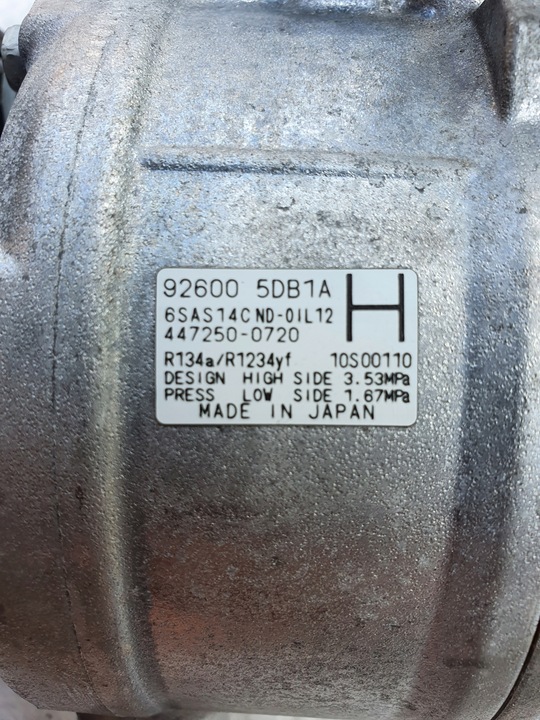 92600 5DB1A
H
6SAS14C ND-OIL12
447250-0720
R134a/R1234yf 10S00110
DESIGN HIGH SIDE 3.53MPa
PRESS LOW SIDE 1.67MPa
MADE IN JAPAN